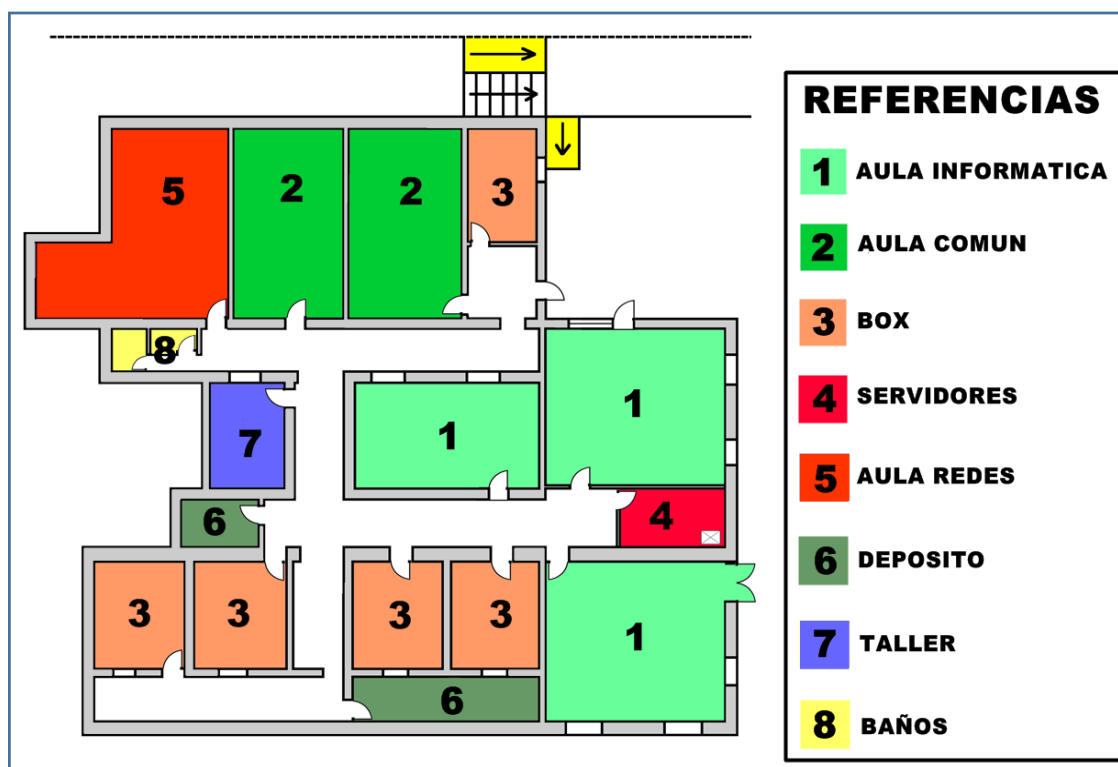 REFERENCIAS
1 AULA INFORMATICA
2 AULA COMUN
3 BOX
4 SERVIDORES
5 AULA REDES
6 DEPOSITO
7 TALLER
8 BAÑOS
5 2 2 3
8
1
7 1
6 4
3 3 3 3
1
6